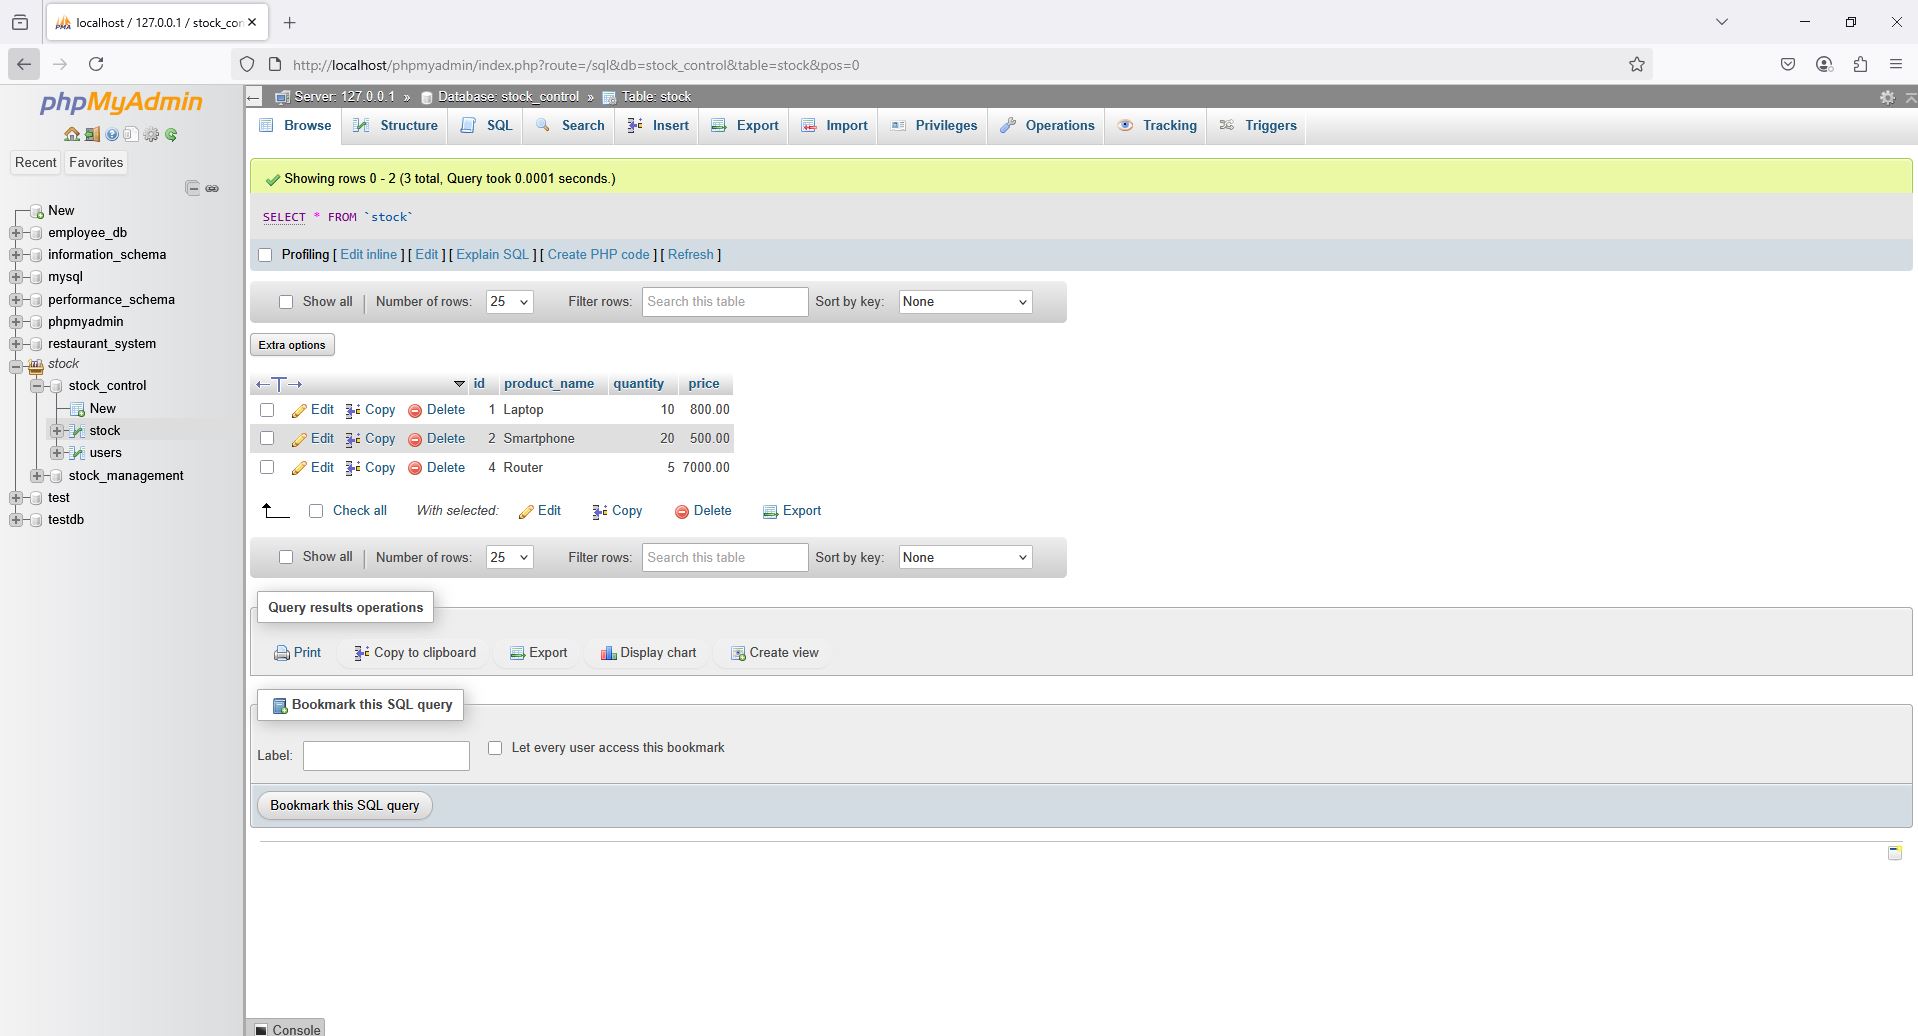 localhost / 127.0.0.1 / stock_con
http://localhost/phpmyadmin/index.php?route=/sql&db=stock_control&table=stock&pos=0
phpMyAdmin
Recent Favorites
New
employee_db
information_schema
mysql
performance_schema
phpmyadmin
restaurant_system
stock
stock_control
New
stock
users
stock_management
test
testdb
Server: 127.0.0.1 » Database: stock_control » Table: stock
Browse Structure SQL Search Insert Export Import Privileges Operations Tracking Triggers
Showing rows 0 - 2 (3 total, Query took 0.0001 seconds.)
SELECT * FROM `stock`
Profiling [ Edit inline ] [ Edit ] [ Explain SQL ] [ Create PHP code ] [ Refresh ]
Show all | Number of rows: 25 Filter rows: Search this table Sort by key: None
Extra options
←T→ id product_name quantity price
Edit Copy Delete 1 Laptop 10 800.00
Edit Copy Delete 2 Smartphone 20 500.00
Edit Copy Delete 4 Router 5 7000.00
Check all With selected: Edit Copy Delete Export
Show all | Number of rows: 25 Filter rows: Search this table Sort by key: None
Query results operations
Print Copy to clipboard Export Display chart Create view
Bookmark this SQL query
Label: Let every user access this bookmark
Bookmark this SQL query
Console